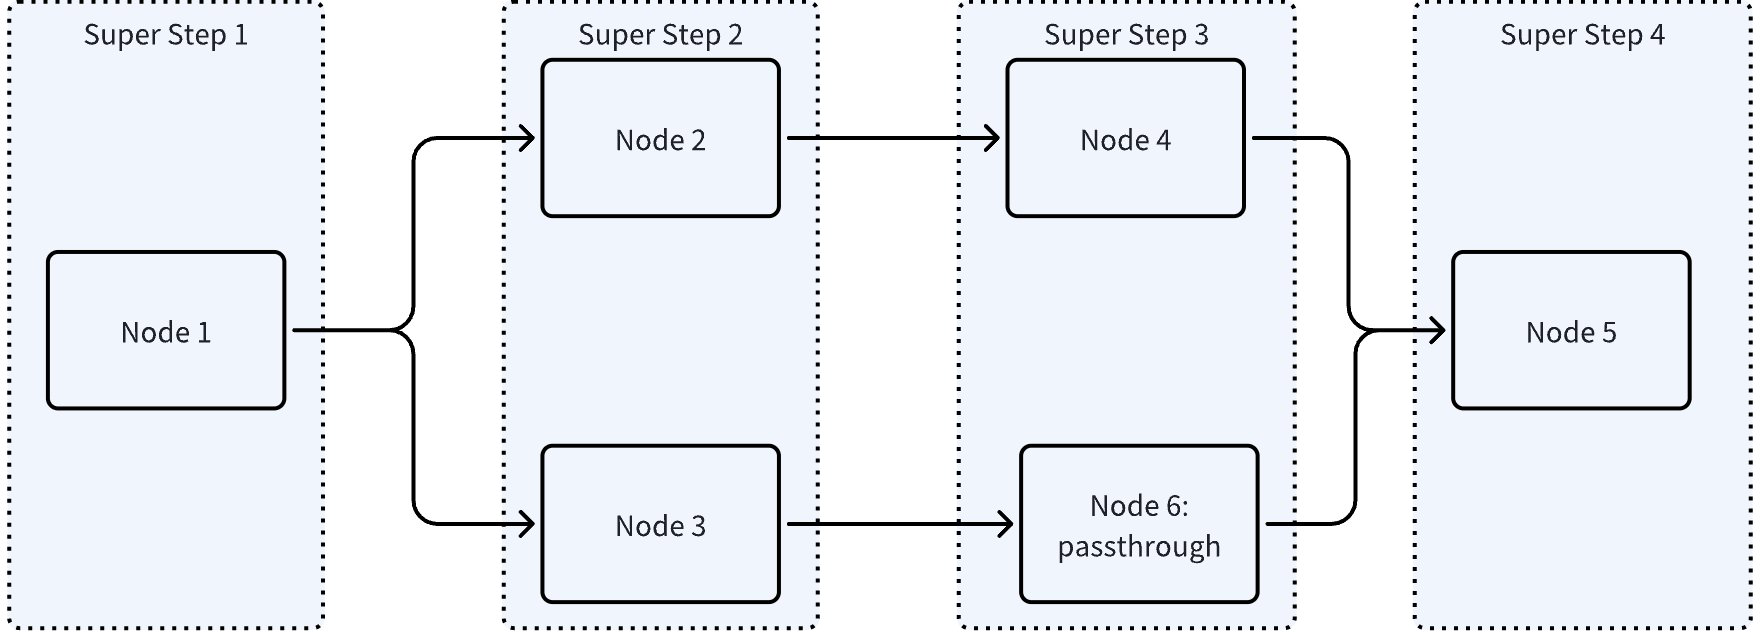 Super Step 1
Super Step 2
Super Step 3
Super Step 4
Node 1
Node 2
Node 3
Node 4
Node 6:
passthrough
Node 5